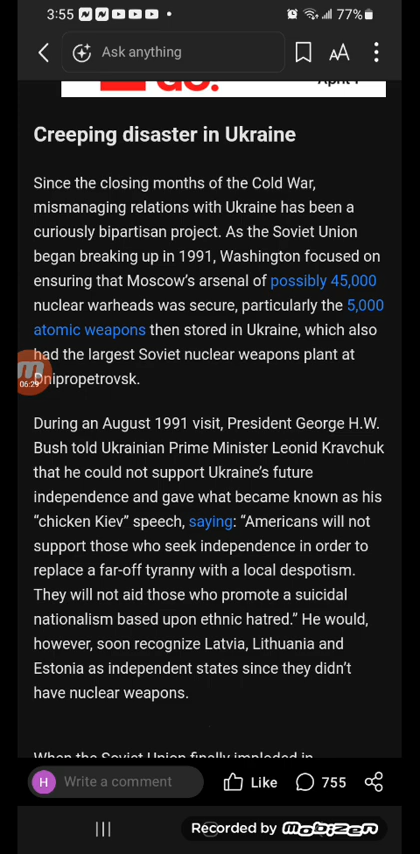 3:55
77%
Ask anything
AA
Creeping disaster in Ukraine
Since the closing months of the Cold War,
mismanaging relations with Ukraine has been a
curiously bipartisan project. As the Soviet Union
began breaking up in 1991, Washington focused on
ensuring that Moscow’s arsenal of possibly 45,000
nuclear warheads was secure, particularly the 5,000
atomic weapons then stored in Ukraine, which also
had the largest Soviet nuclear weapons plant at
06:29
Dnipropetrovsk.
During an August 1991 visit, President George H.W.
Bush told Ukrainian Prime Minister Leonid Kravchuk
that he could not support Ukraine’s future
independence and gave what became known as his
“chicken Kiev” speech, saying: “Americans will not
support those who seek independence in order to
replace a far-off tyranny with a local despotism.
They will not aid those who promote a suicidal
nationalism based upon ethnic hatred.” He would,
however, soon recognize Latvia, Lithuania and
Estonia as independent states since they didn’t
have nuclear weapons.
When the Soviet Union finally imploded in
H Write a comment Like 755
Recorded by mobizen